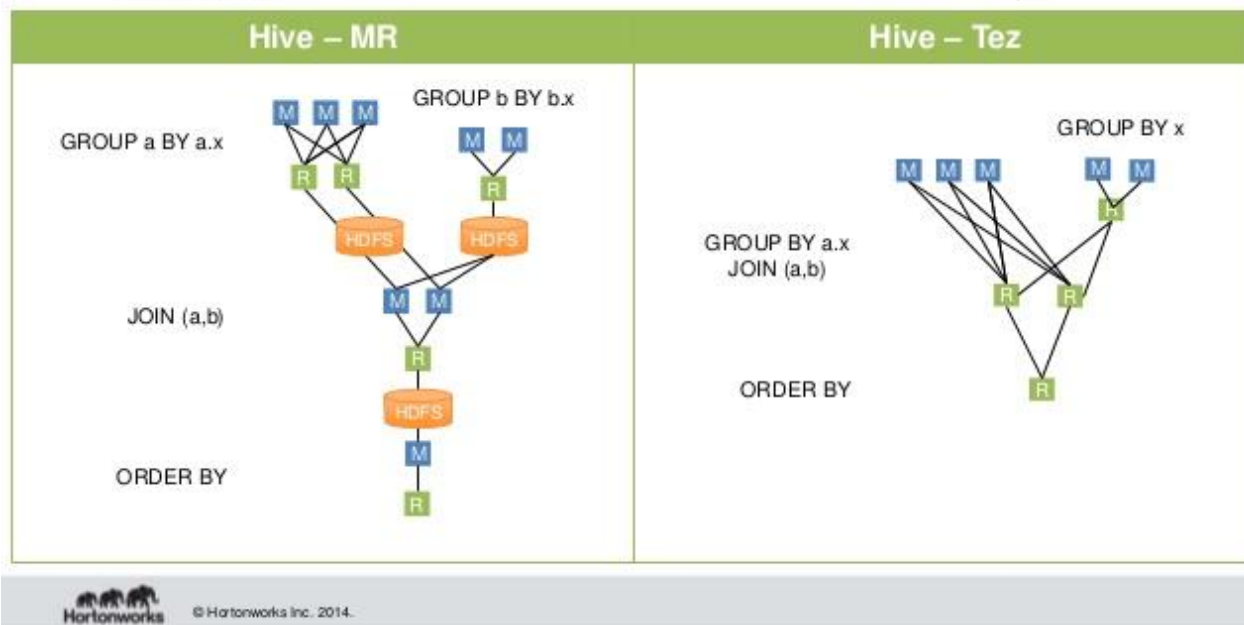 Hive – MR
Hive – Tez
GROUP b BY b.x
M M M
GROUP a BY a.x
M M
R R
R
HDFS
HDFS
M M
JOIN (a,b)
R
HDFS
M
ORDER BY
R
GROUP BY x
M M M
M M
R
GROUP BY a.x
JOIN (a,b)
R R
ORDER BY
R
Hortonworks
© Hortonworks Inc. 2014.